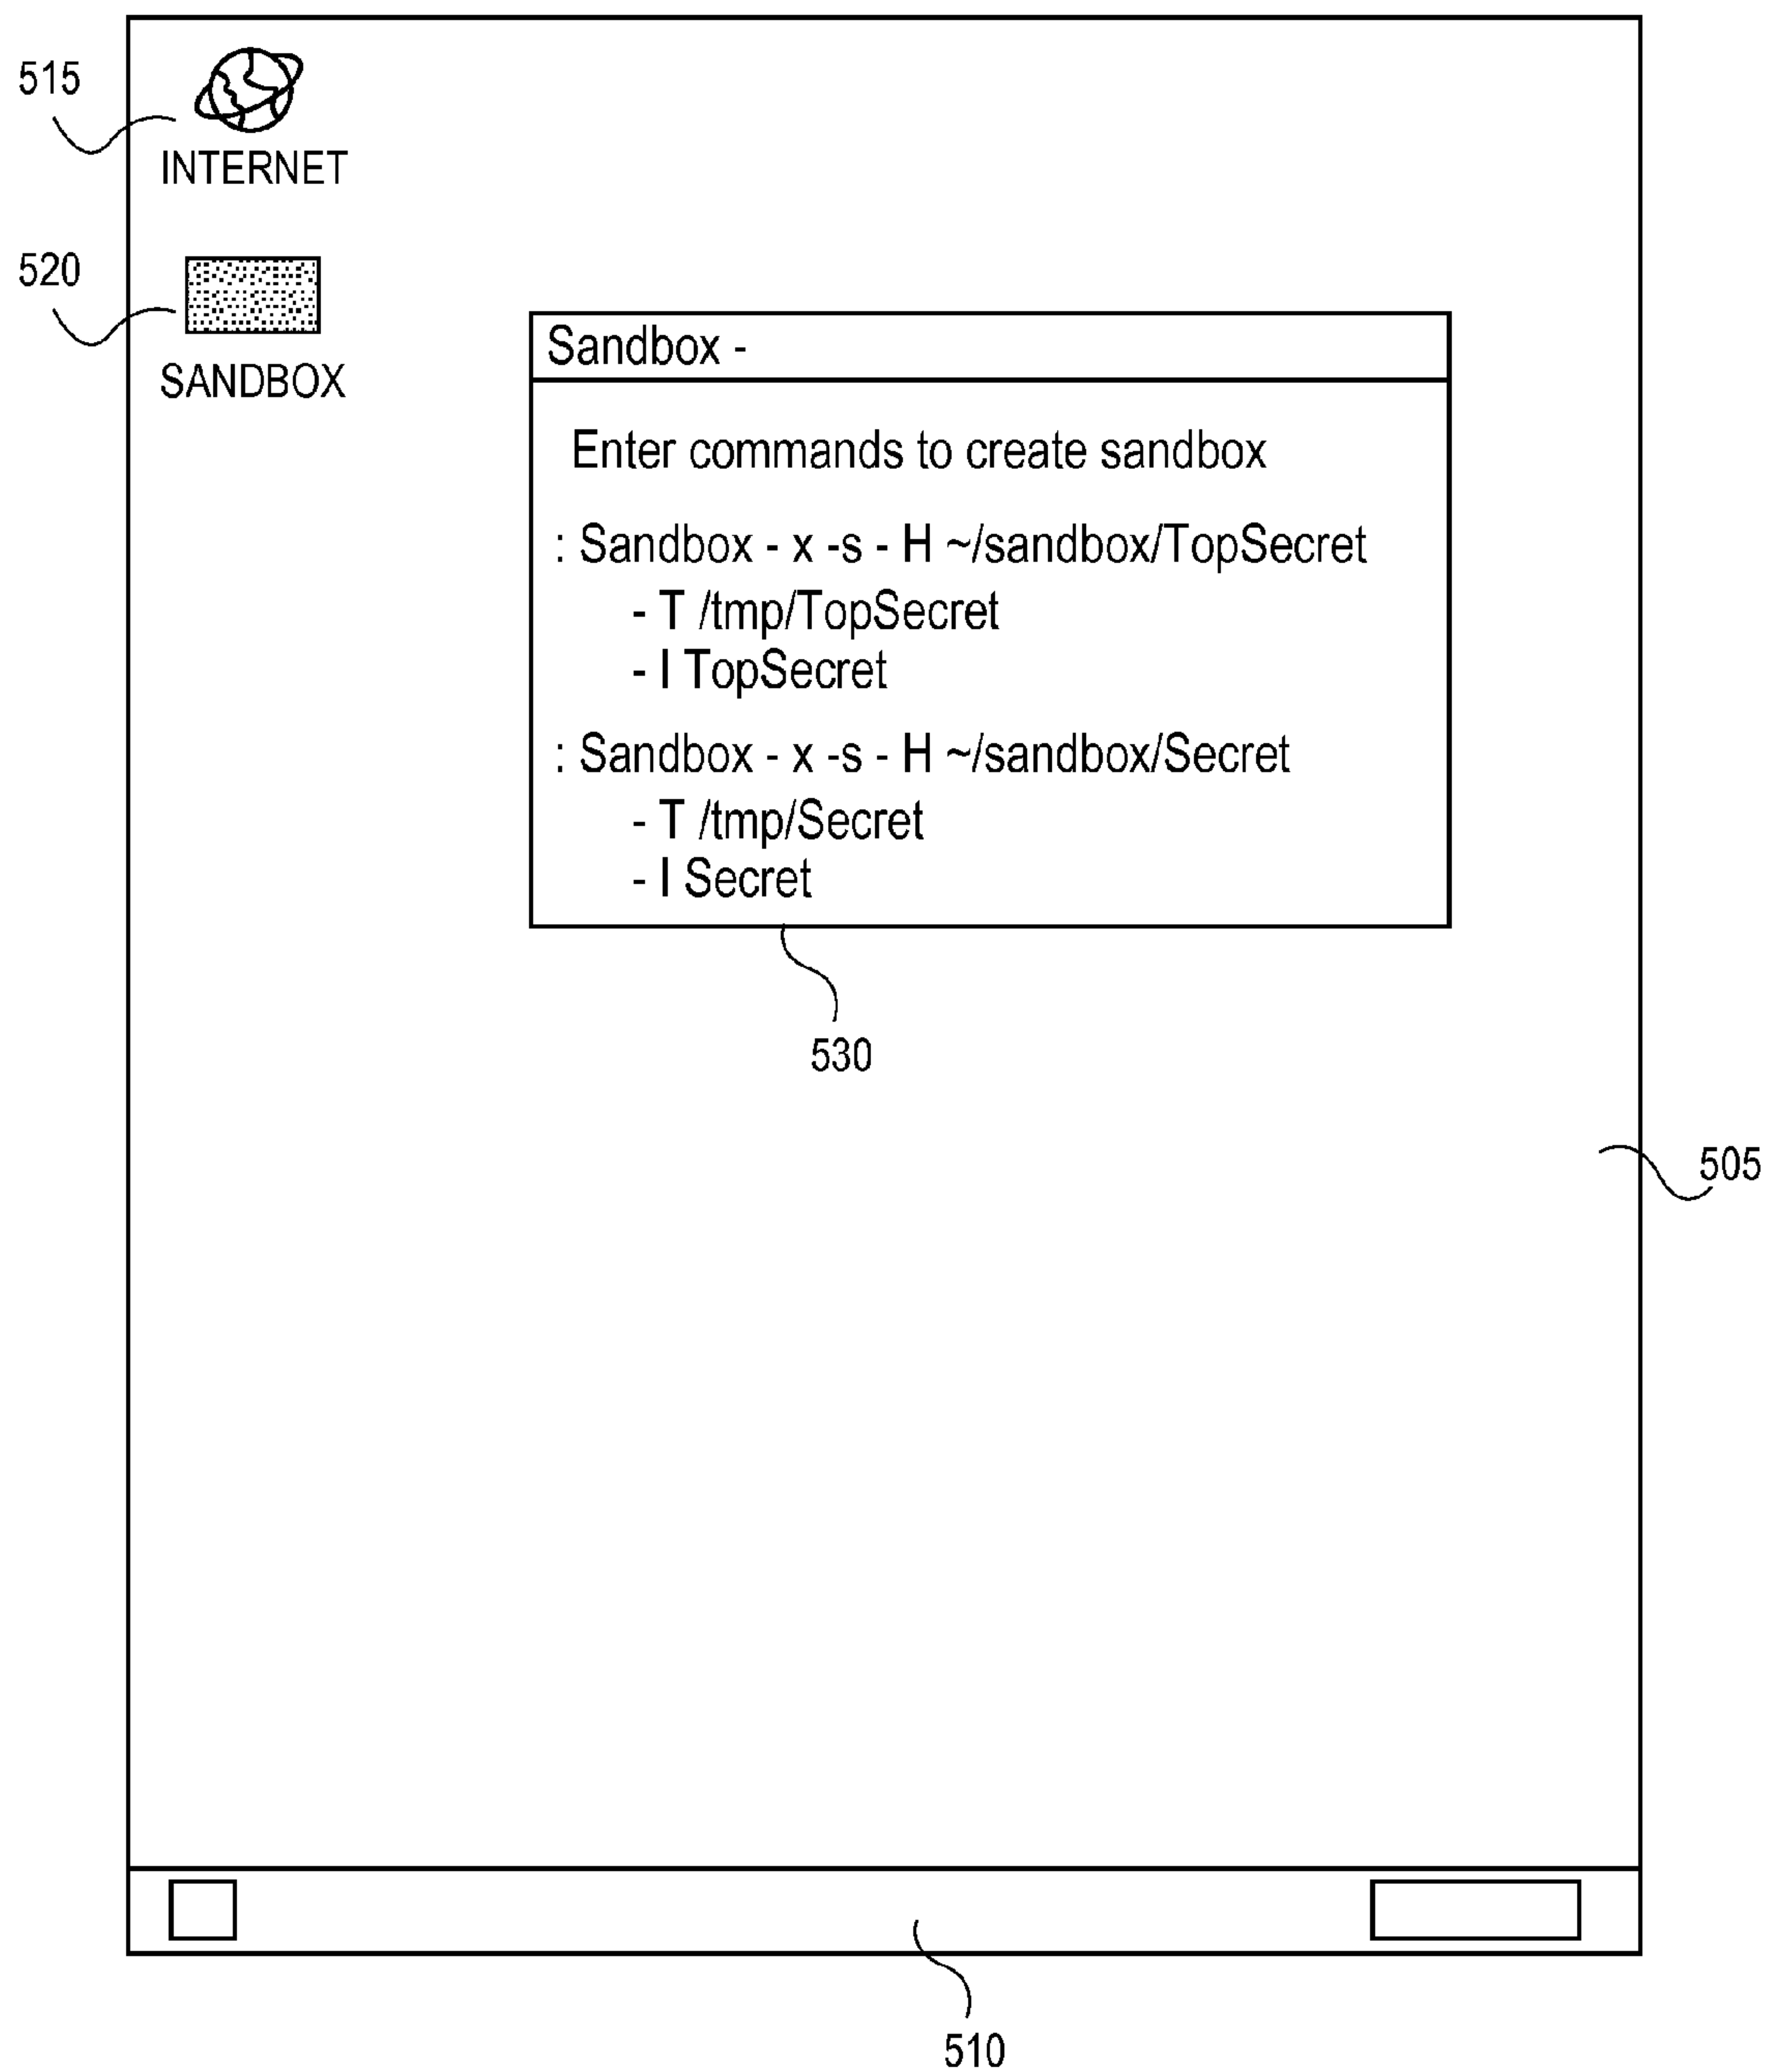 515
INTERNET
520
SANDBOX
Sandbox -
Enter commands to create sandbox
: Sandbox - x -s - H ~/sandbox/TopSecret
- T /tmp/TopSecret
- I TopSecret
: Sandbox - x -s - H ~/sandbox/Secret
- T /tmp/Secret
- I Secret
530
505
510